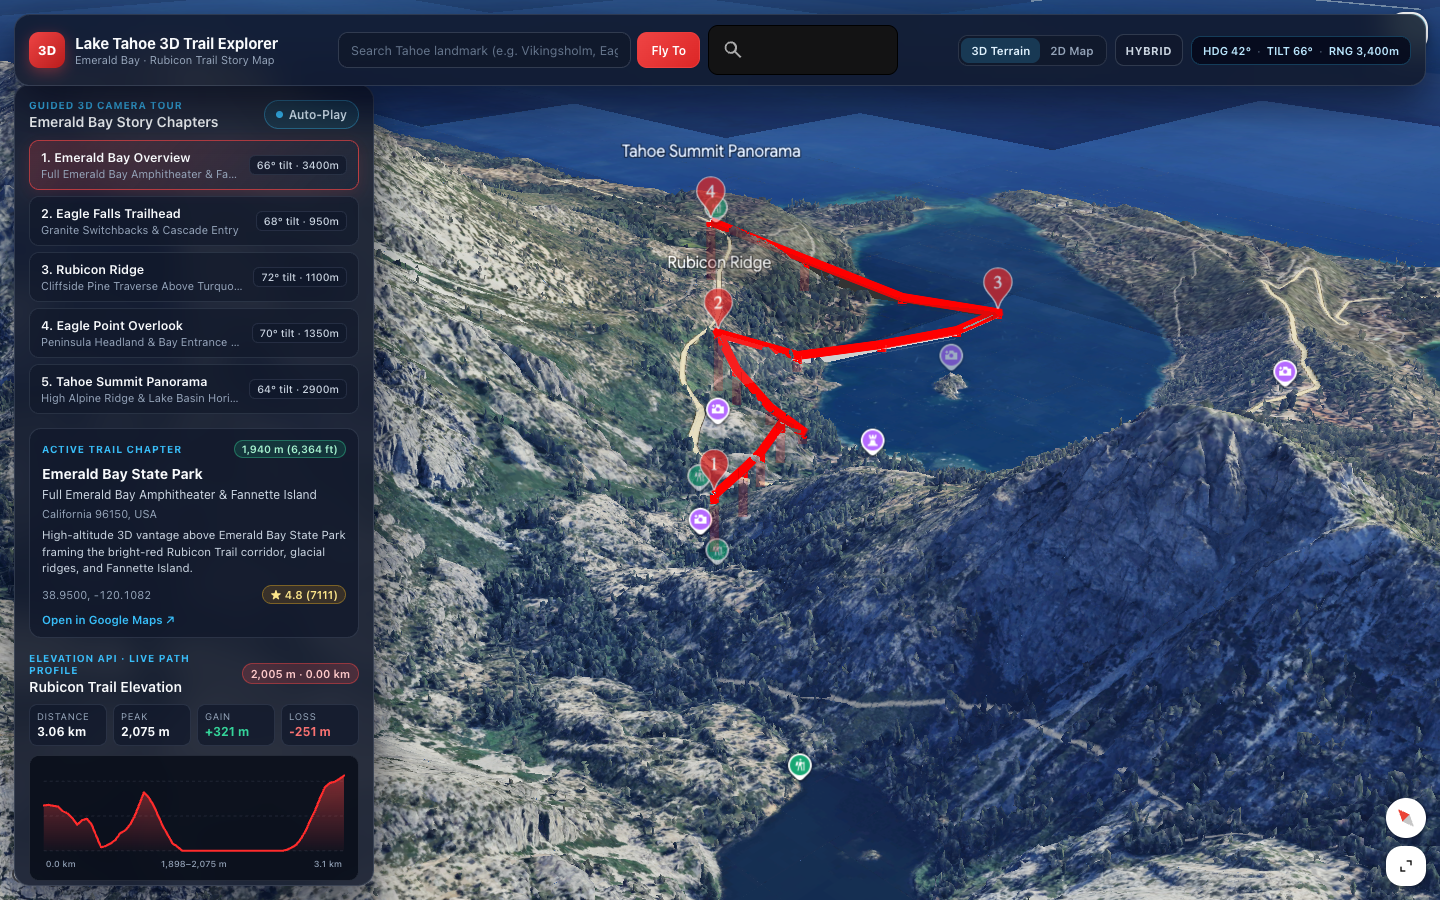 3D
Lake Tahoe 3D Trail Explorer
Emerald Bay · Rubicon Trail Story Map
Search Tahoe landmark (e.g. Vikingsholm, Eag
Fly To
3D Terrain
2D Map
HYBRID
HDG 42° · TILT 66° · RNG 3,400m
GUIDED 3D CAMERA TOUR
Emerald Bay Story Chapters
Auto-Play
1. Emerald Bay Overview
Full Emerald Bay Amphitheater & Fa...
66° tilt · 3400m
2. Eagle Falls Trailhead
Granite Switchbacks & Cascade Entry
68° tilt · 950m
3. Rubicon Ridge
Cliffside Pine Traverse Above Turquo...
72° tilt · 1100m
4. Eagle Point Overlook
Peninsula Headland & Bay Entrance ...
70° tilt · 1350m
5. Tahoe Summit Panorama
High Alpine Ridge & Lake Basin Hori...
64° tilt · 2900m
ACTIVE TRAIL CHAPTER
1,940 m (6,364 ft)
Emerald Bay State Park
Full Emerald Bay Amphitheater & Fannette Island
California 96150, USA
High-altitude 3D vantage above Emerald Bay State Park
framing the bright-red Rubicon Trail corridor, glacial
ridges, and Fannette Island.
38.9500, -120.1082
★ 4.8 (7111)
Open in Google Maps ↗
ELEVATION API · LIVE PATH
PROFILE
Rubicon Trail Elevation
2,005 m · 0.00 km
DISTANCE
3.06 km
PEAK
2,075 m
GAIN
+321 m
LOSS
-251 m
0.0 km
1,898–2,075 m
3.1 km
Tahoe Summit Panorama
4
Rubicon Ridge
3
2
1